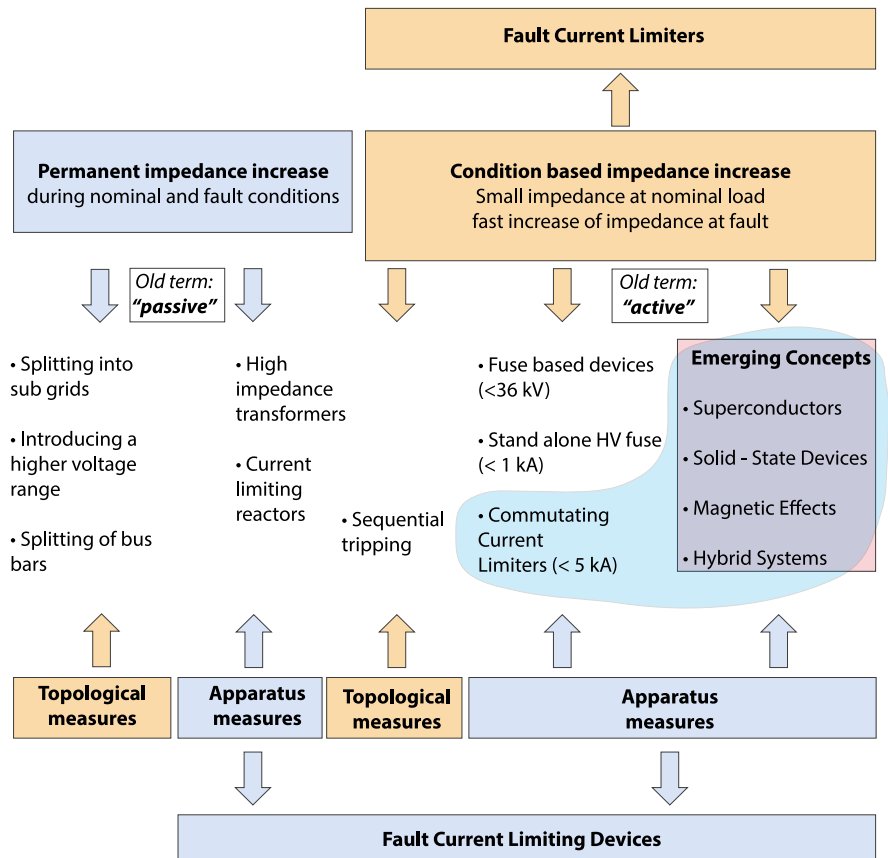 Fault Current Limiters
Permanent impedance increase
during nominal and fault conditions
Condition based impedance increase
Small impedance at nominal load
fast increase of impedance at fault
Old term:
“passive”
Old term:
“active”
• Splitting into
sub grids
• Introducing a
higher voltage
range
• Splitting of bus
bars
• High
impedance
transformers
• Current
limiting
reactors
• Sequential
tripping
• Fuse based devices
(<36 kV)
• Stand alone HV fuse
(< 1 kA)
• Commutating
Current
Limiters (< 5 kA)
Emerging Concepts
• Superconductors
• Solid - State Devices
• Magnetic Effects
• Hybrid Systems
Topological
measures
Apparatus
measures
Topological
measures
Apparatus
measures
Fault Current Limiting Devices